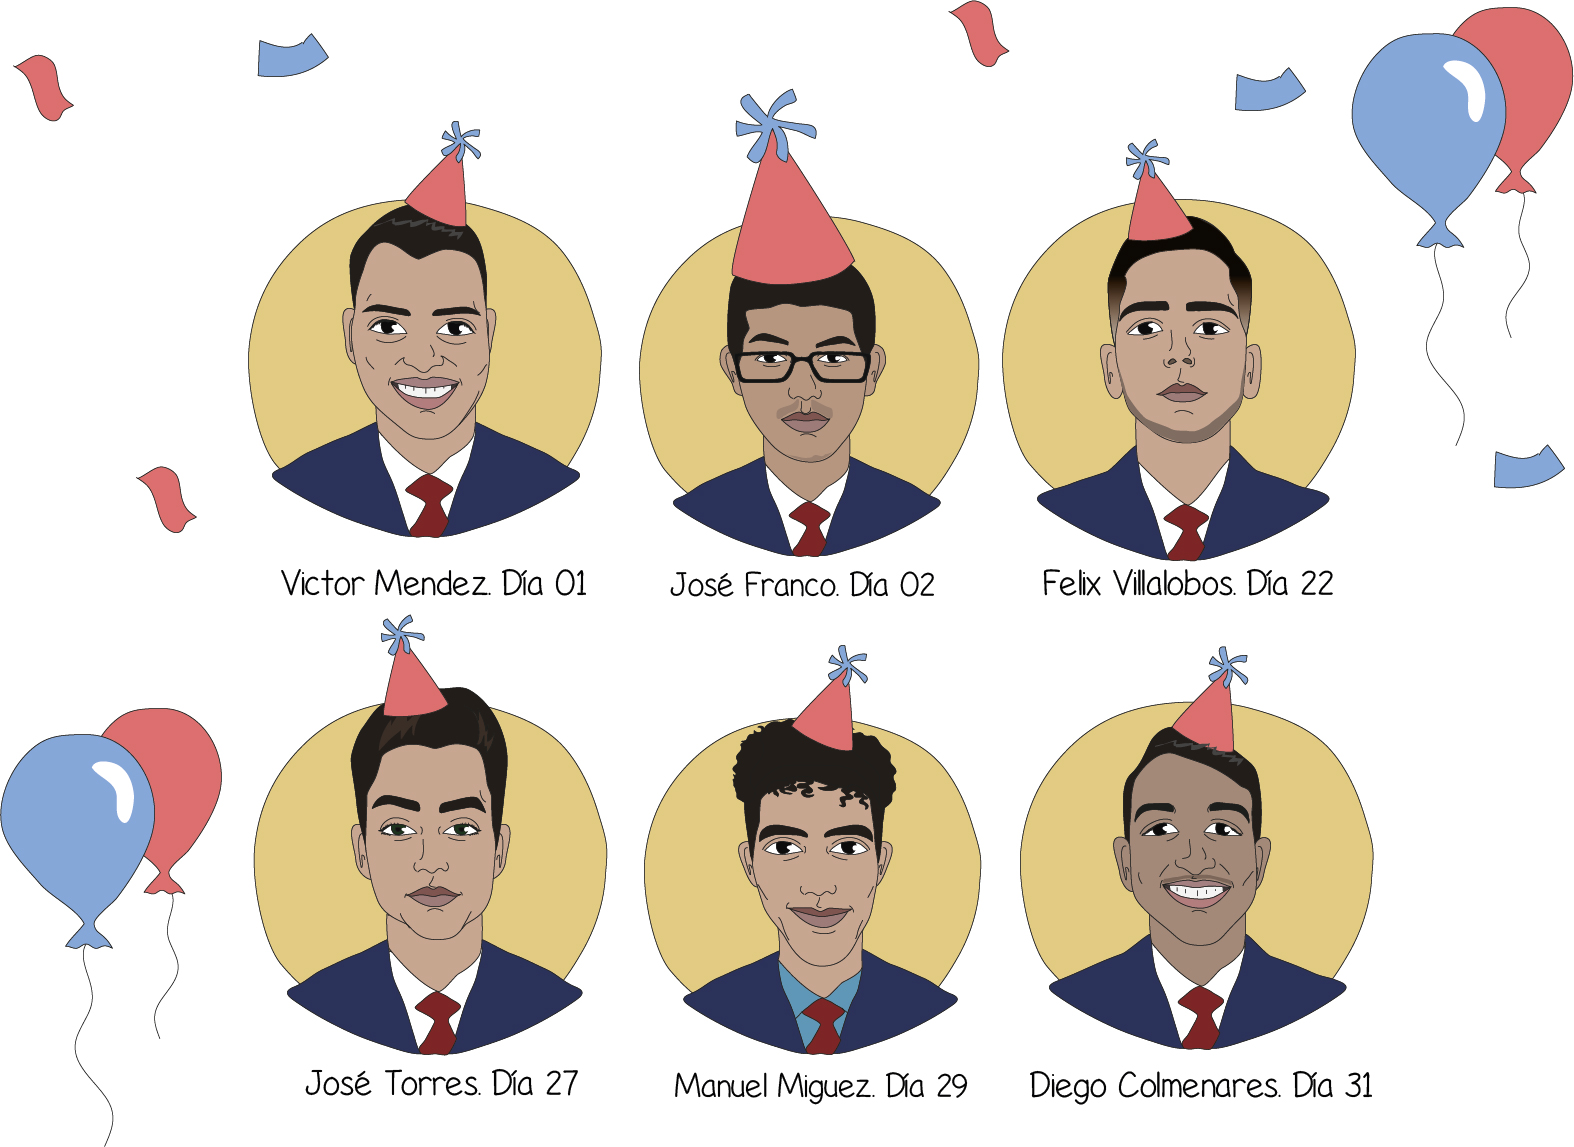 Victor Mendez. Día 01
José Franco. Día 02
Felix Villalobos. Día 22
José Torres. Día 27
Manuel Miguez. Día 29
Diego Colmenares. Día 31